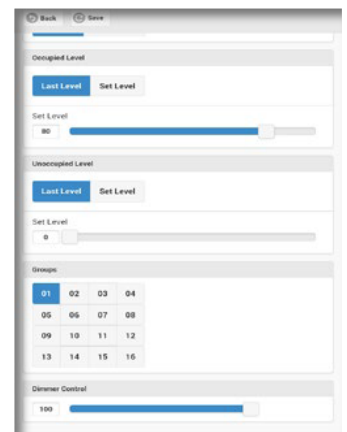 Back Save
Occupied Level
Last Level Set Level
Set Level
80
Unoccupied Level
Last Level Set Level
Set Level
0
Groups
01 02 03 04
05 06 07 08
09 10 11 12
13 14 15 16
Dimmer Control
100